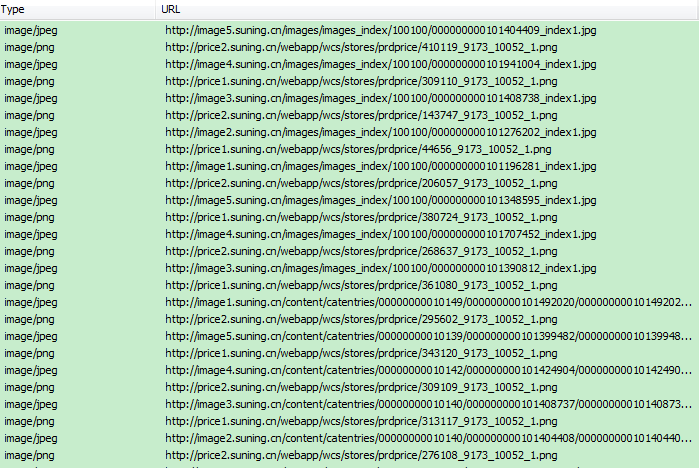 Type URL
image/jpeg http://image5.suning.cn/images/images_index/100100/000000000101404409_index1.jpg
image/png http://price2.suning.cn/webapp/wcs/stores/prdprice/410119_9173_10052_1.png
image/jpeg http://image4.suning.cn/images/images_index/100100/000000000101941004_index1.jpg
image/png http://price1.suning.cn/webapp/wcs/stores/prdprice/309110_9173_10052_1.png
image/jpeg http://image3.suning.cn/images/images_index/100100/000000000101408738_index1.jpg
image/png http://price2.suning.cn/webapp/wcs/stores/prdprice/143747_9173_10052_1.png
image/jpeg http://image2.suning.cn/images/images_index/100100/000000000101276202_index1.jpg
image/png http://price1.suning.cn/webapp/wcs/stores/prdprice/44656_9173_10052_1.png
image/jpeg http://image1.suning.cn/images/images_index/100100/000000000101196281_index1.jpg
image/png http://price2.suning.cn/webapp/wcs/stores/prdprice/206057_9173_10052_1.png
image/jpeg http://image5.suning.cn/images/images_index/100100/000000000101348595_index1.jpg
image/png http://price1.suning.cn/webapp/wcs/stores/prdprice/380724_9173_10052_1.png
image/jpeg http://image4.suning.cn/images/images_index/100100/000000000101707452_index1.jpg
image/png http://price2.suning.cn/webapp/wcs/stores/prdprice/268637_9173_10052_1.png
image/jpeg http://image3.suning.cn/images/images_index/100100/000000000101390812_index1.jpg
image/png http://price1.suning.cn/webapp/wcs/stores/prdprice/361080_9173_10052_1.png
image/jpeg http://image1.suning.cn/content/catentries/00000000010149/000000000101492020/00000000010149202...
image/png http://price2.suning.cn/webapp/wcs/stores/prdprice/295602_9173_10052_1.png
image/jpeg http://image5.suning.cn/content/catentries/00000000010139/000000000101399482/00000000010139948...
image/png http://price1.suning.cn/webapp/wcs/stores/prdprice/343120_9173_10052_1.png
image/jpeg http://image4.suning.cn/content/catentries/00000000010142/000000000101424904/00000000010142490...
image/png http://price2.suning.cn/webapp/wcs/stores/prdprice/309109_9173_10052_1.png
image/jpeg http://image3.suning.cn/content/catentries/00000000010140/000000000101408737/00000000010140873...
image/png http://price1.suning.cn/webapp/wcs/stores/prdprice/313117_9173_10052_1.png
image/jpeg http://image2.suning.cn/content/catentries/00000000010140/000000000101404408/00000000010140440...
image/png http://price2.suning.cn/webapp/wcs/stores/prdprice/276108_9173_10052_1.png